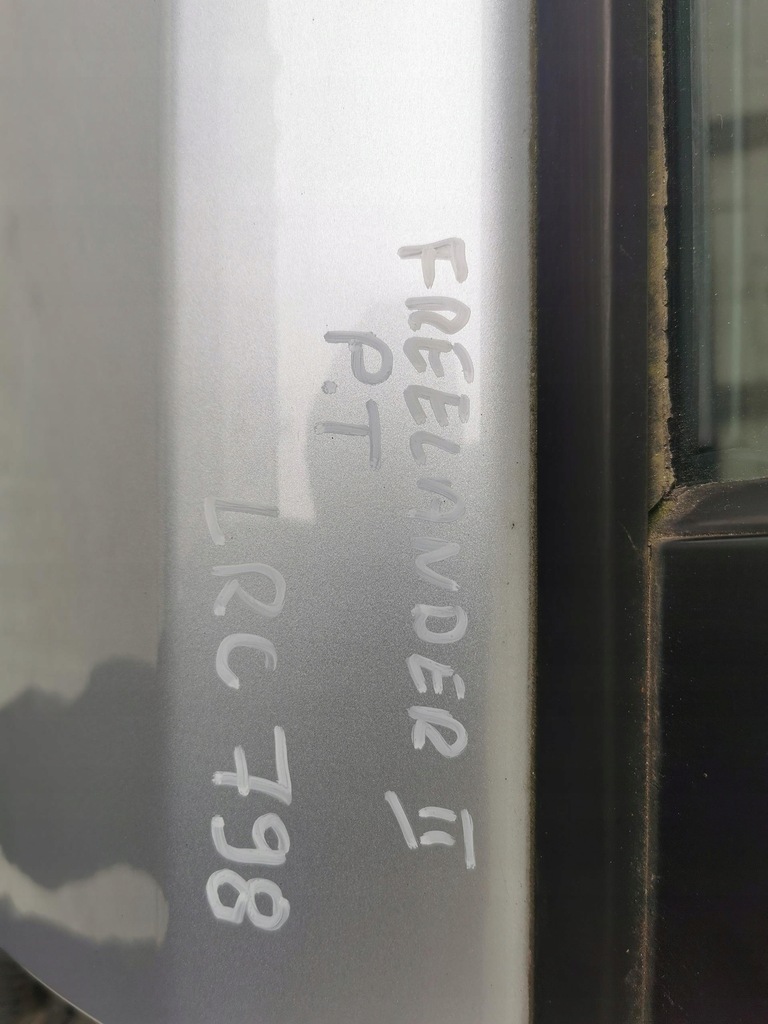 FREELANDER II
P.T
LRC 798